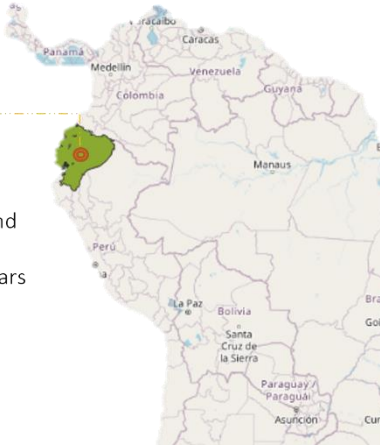 Caracas
Panamá
Medellín
Venezuela
Guyana
Colombia
Manaus
nd
Perú
ars
La Paz
Bolivia
Santa
Cruz de
la Sierra
Paraguay /
Paraguái
Asunción